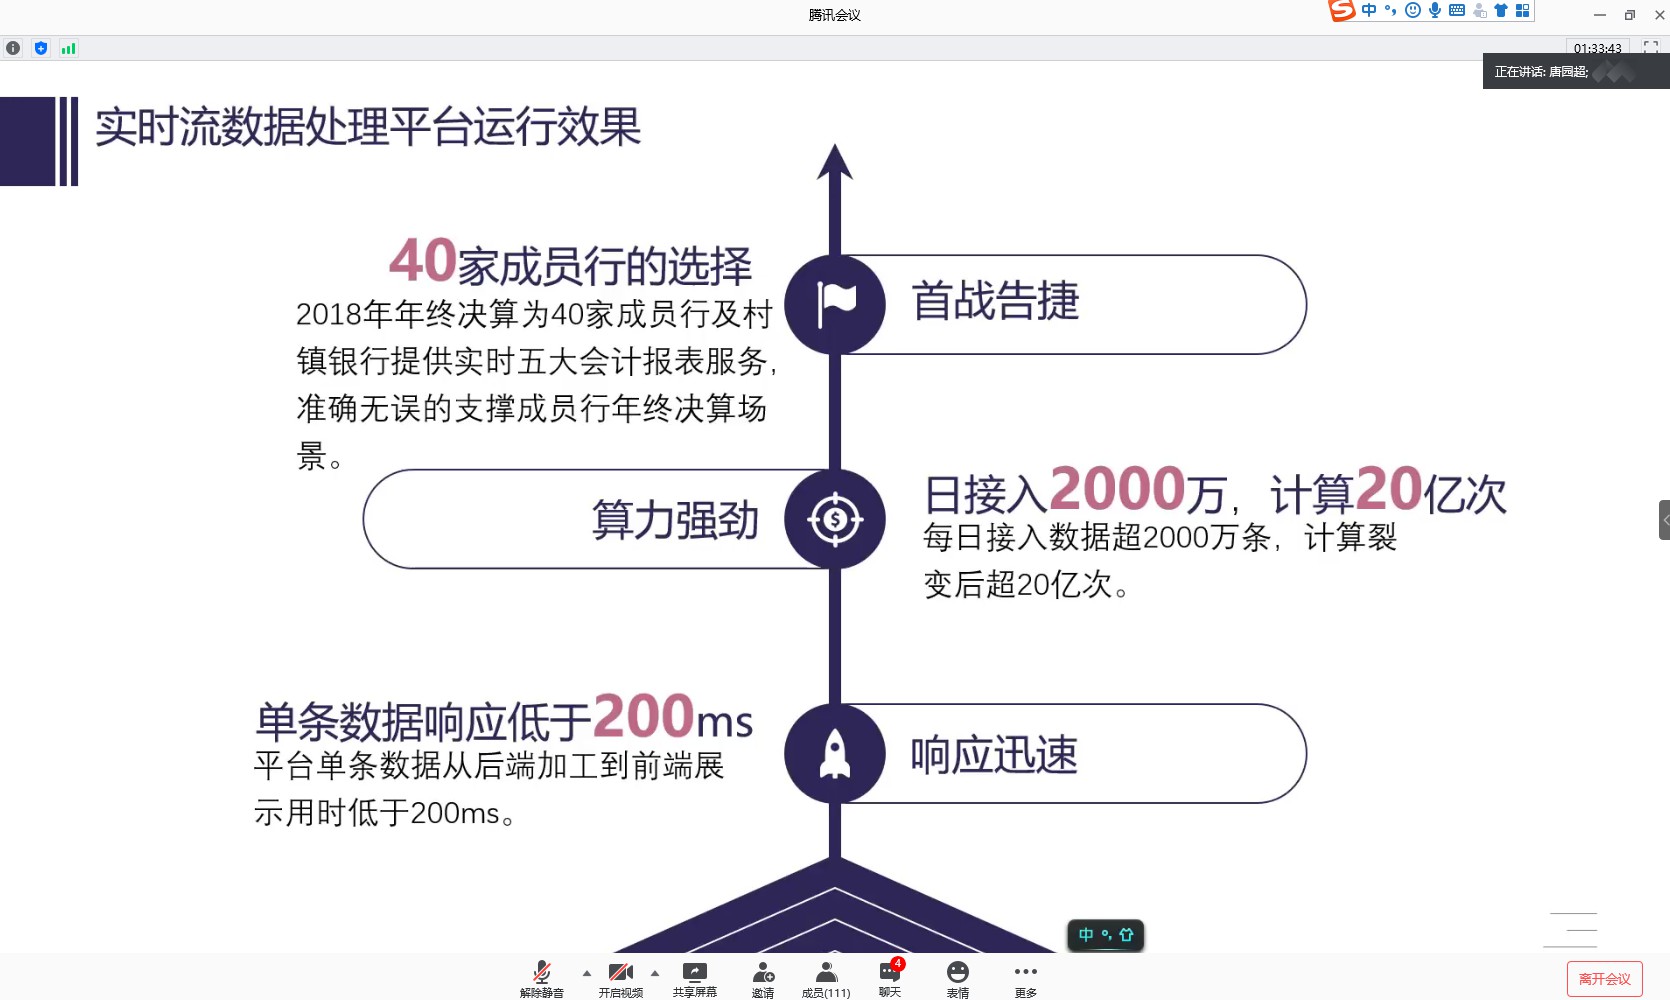 腾讯会议
中
01:33:43
正在讲话: 唐园超;
实时流数据处理平台运行效果
40家成员行的选择
2018年年终决算为40家成员行及村
镇银行提供实时五大会计报表服务,
准确无误的支撑成员行年终决算场
景。
首战告捷
算力强劲
日接入2000万, 计算20亿次
每日接入数据超2000万条, 计算裂
变后超20亿次。
单条数据响应低于200ms
平台单条数据从后端加工到前端展
示用时低于200ms。
响应迅速
中
解除静音
开启视频
共享屏幕
邀请
成员(111)
4
聊天
表情
更多
离开会议